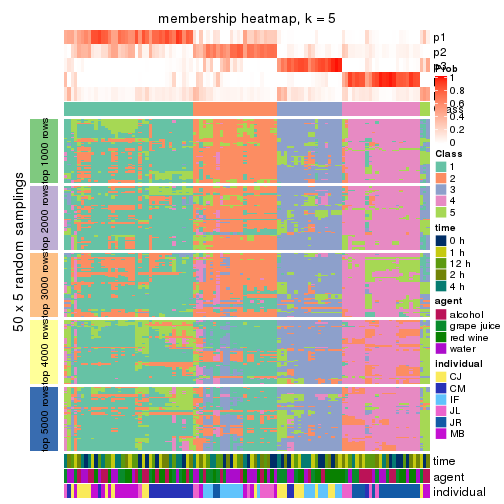 membership heatmap, k = 5
p1
p2
p3
Prob
1
0.8
0.6
0.4
0.2
0
Class
1
2
3
4
5
time
0 h
1 h
12 h
2 h
4 h
agent
alcohol
grape juice
red wine
water
individual
CJ
CM
IF
JL
JR
MB
50 x 5 random samplings
top 1000 rows
top 2000 rows
top 3000 rows
top 4000 rows
top 5000 rows
time
agent
individual